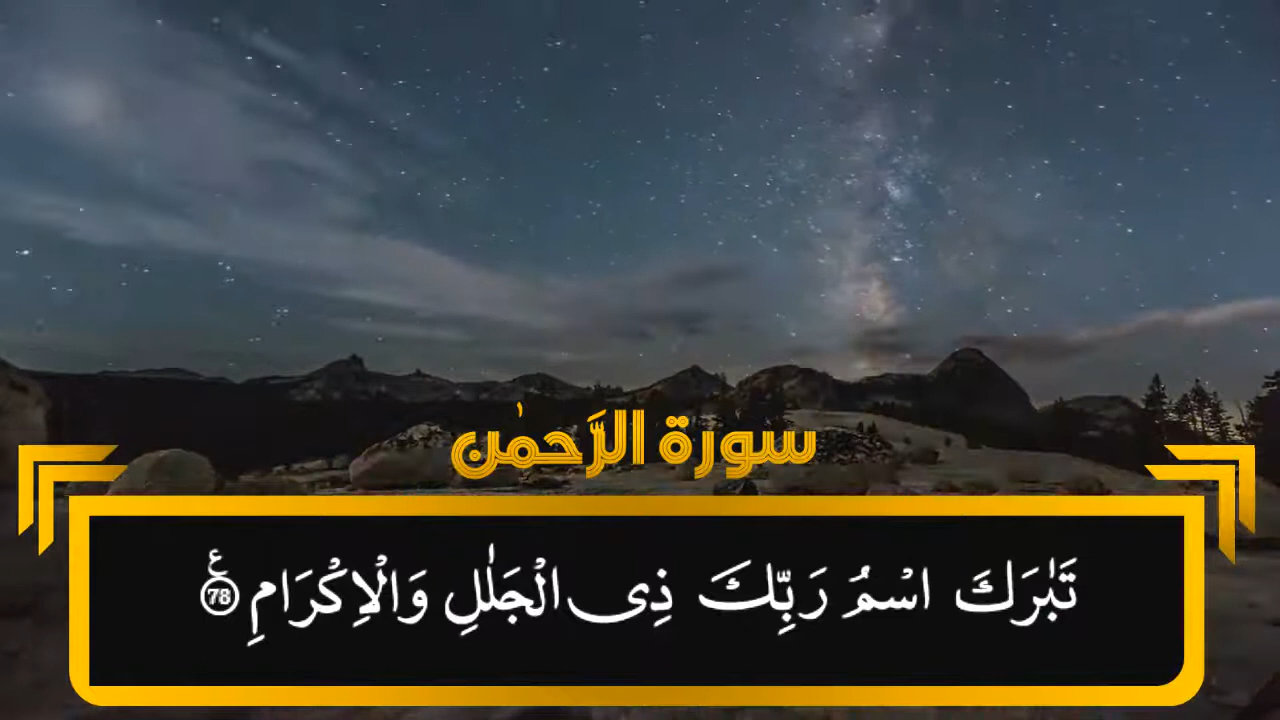 سورة الرَّحمٰن
تَبٰرَكَ اسْمُ رَبِّكَ ذِى الْجَلٰلِ وَالْاِكْرَامِ ࣖ ۝78